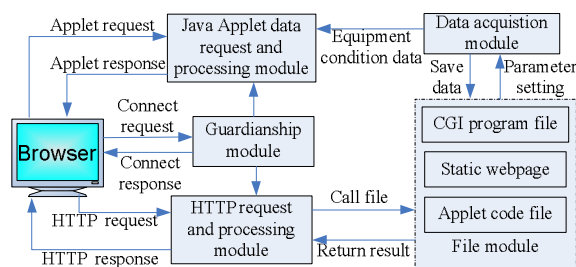 Applet request
Java Applet data
request and
processing module
Applet response
Equipment
condition data
Data acquistion
module
Save
data
Parameter
setting
Connect
request
Guardianship
module
Browser
Connect
response
CGI program file
Static webpage
Applet code file
File module
HTTP request
and processing
module
Call file
Return result
HTTP request
HTTP response